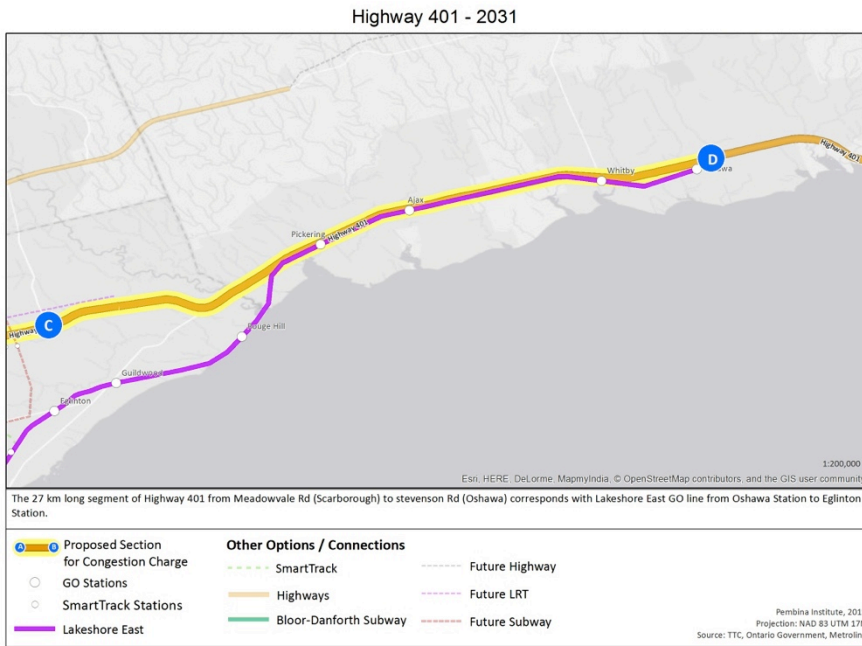 Highway 401 - 2031
Whitby
D
Highway 401
Ajax
Pickering
Highway 401
C
Rouge Hill
Guildwood
Eglinton
1:200,000
Esri, HERE, DeLorme, MapmyIndia, © OpenStreetMap contributors, and the GIS user community
The 27 km long segment of Highway 401 from Meadowvale Rd (Scarborough) to stevenson Rd (Oshawa) corresponds with Lakeshore East GO line from Oshawa Station to Eglinton
Station.
A B Proposed Section
for Congestion Charge
GO Stations
SmartTrack Stations
Lakeshore East
Other Options / Connections
SmartTrack
Highways
Bloor-Danforth Subway
Future Highway
Future LRT
Future Subway
Pembina Institute, 201
Projection: NAD 83 UTM 17
Source: TTC, Ontario Government, Metrolin